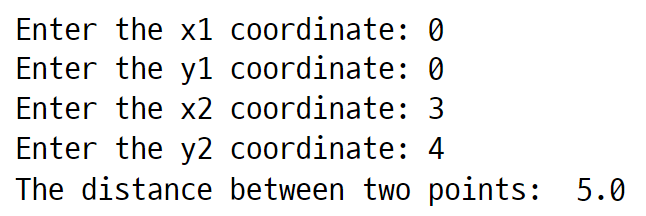 Enter the x1 coordinate: 0
Enter the y1 coordinate: 0
Enter the x2 coordinate: 3
Enter the y2 coordinate: 4
The distance between two points:  5.0